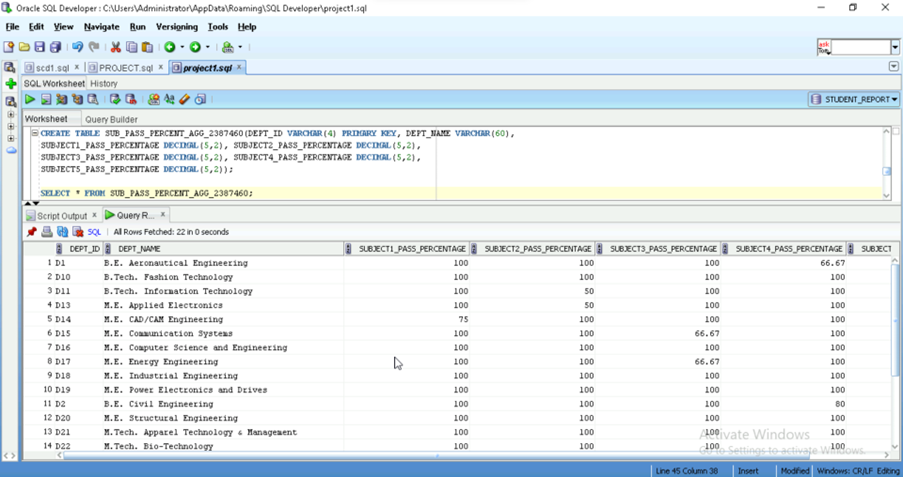 Oracle SQL Developer : C:\Users\Administrator\AppData\Roaming\SQL Developer\project1.sql
File Edit View Navigate Run Versioning Tools Help
ask
Tom
scd1.sql PROJECT.sql project1.sql
SQL Worksheet History
STUDENT_REPORT
Worksheet Query Builder
CREATE TABLE SUB_PASS_PERCENT_AGG_2387460(DEPT_ID VARCHAR(4) PRIMARY KEY, DEPT_NAME VARCHAR(60),
SUBJECT1_PASS_PERCENTAGE DECIMAL(5,2), SUBJECT2_PASS_PERCENTAGE DECIMAL(5,2),
SUBJECT3_PASS_PERCENTAGE DECIMAL(5,2), SUBJECT4_PASS_PERCENTAGE DECIMAL(5,2),
SUBJECT5_PASS_PERCENTAGE DECIMAL(5,2));
SELECT * FROM SUB_PASS_PERCENT_AGG_2387460;
Script Output Query R...
SQL All Rows Fetched: 22 in 0 seconds
DEPT_ID DEPT_NAME SUBJECT1_PASS_PERCENTAGE SUBJECT2_PASS_PERCENTAGE SUBJECT3_PASS_PERCENTAGE SUBJECT4_PASS_PERCENTAGE SUBJECT
1 D1 B.E. Aeronautical Engineering 100 100 100 66.67
2 D10 B.Tech. Fashion Technology 100 100 100 100
3 D11 B.Tech. Information Technology 100 50 100 100
4 D13 M.E. Applied Electronics 100 50 100 100
5 D14 M.E. CAD/CAM Engineering 75 100 100 100
6 D15 M.E. Communication Systems 100 100 66.67 100
7 D16 M.E. Computer Science and Engineering 100 100 100 100
8 D17 M.E. Energy Engineering 100 100 66.67 100
9 D18 M.E. Industrial Engineering 100 100 100 100
10 D19 M.E. Power Electronics and Drives 100 100 100 100
11 D2 B.E. Civil Engineering 100 100 100 80
12 D20 M.E. Structural Engineering 100 100 100 100
13 D21 M.Tech. Apparel Technology & Management 100 100 100 100
14 D22 M.Tech. Bio-Technology 100 100 100 100
Activate Windows
Go to Settings to activate Windows.
Line 45 Column 38 Insert Modified Windows: CR/LF Editing